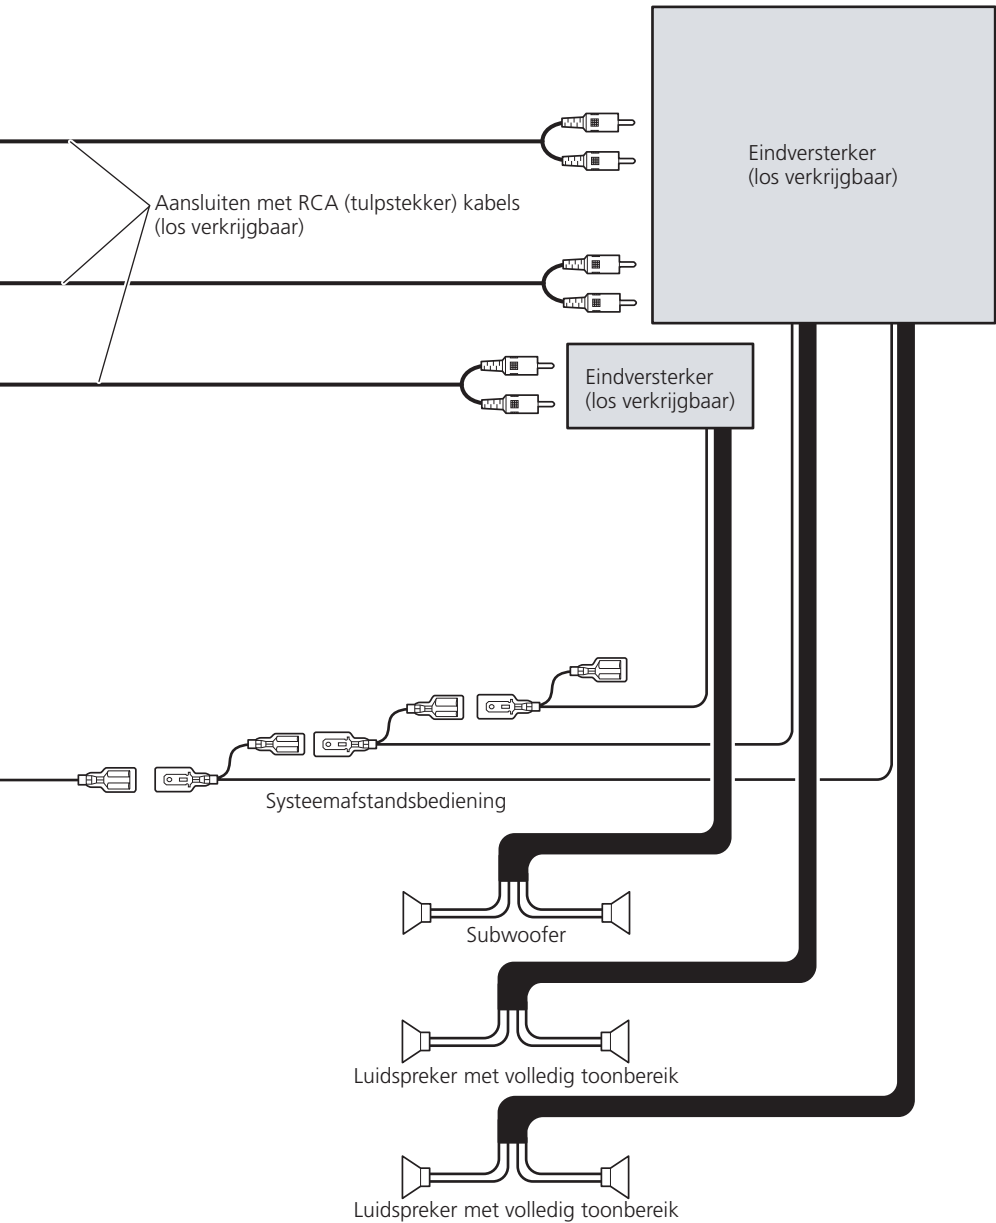 Eindversterker
(los verkrijgbaar)
Aansluiten met RCA (tulpstekker) kabels
(los verkrijgbaar)
Eindversterker
(los verkrijgbaar)
Systeemafstandsbediening
Subwoofer
Luidspreker met volledig toonbereik
Luidspreker met volledig toonbereik